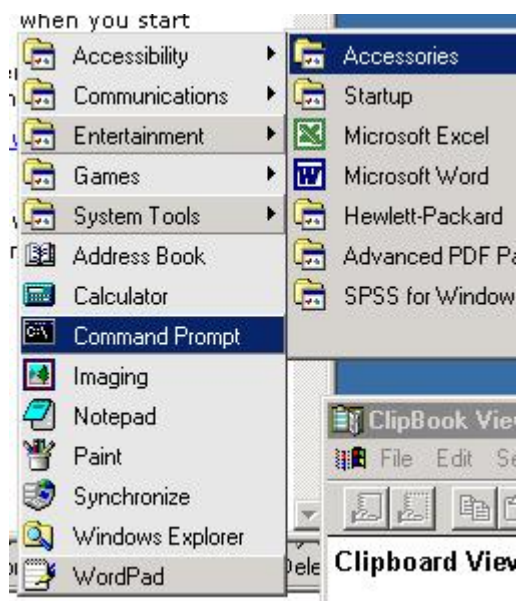 when you start
Accessibility
Communications
Entertainment
Games
System Tools
Address Book
Calculator
Command Prompt
Imaging
Notepad
Paint
Synchronize
Windows Explorer
WordPad
Accessories
Startup
Microsoft Excel
Microsoft Word
Hewlett-Packard
Advanced PDF Pa
SPSS for Window
ClipBook View
File Edit Se
Clipboard View
Dele